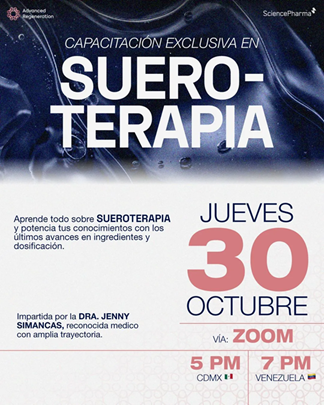 Advanced
Regeneration
SciencePharma
CAPACITACIÓN EXCLUSIVA EN
SUERO-
TERAPIA
Aprende todo sobre SUEROTERAPIA
y potencia tus conocimientos con los
últimos avances en ingredientes y
dosificación.
JUEVES
30
OCTUBRE
Impartida por la DRA. JENNY
SIMANCAS, reconocida medico
con amplia trayectoria.
VÍA: ZOOM
5 PM
CDMX
7 PM
VENEZUELA